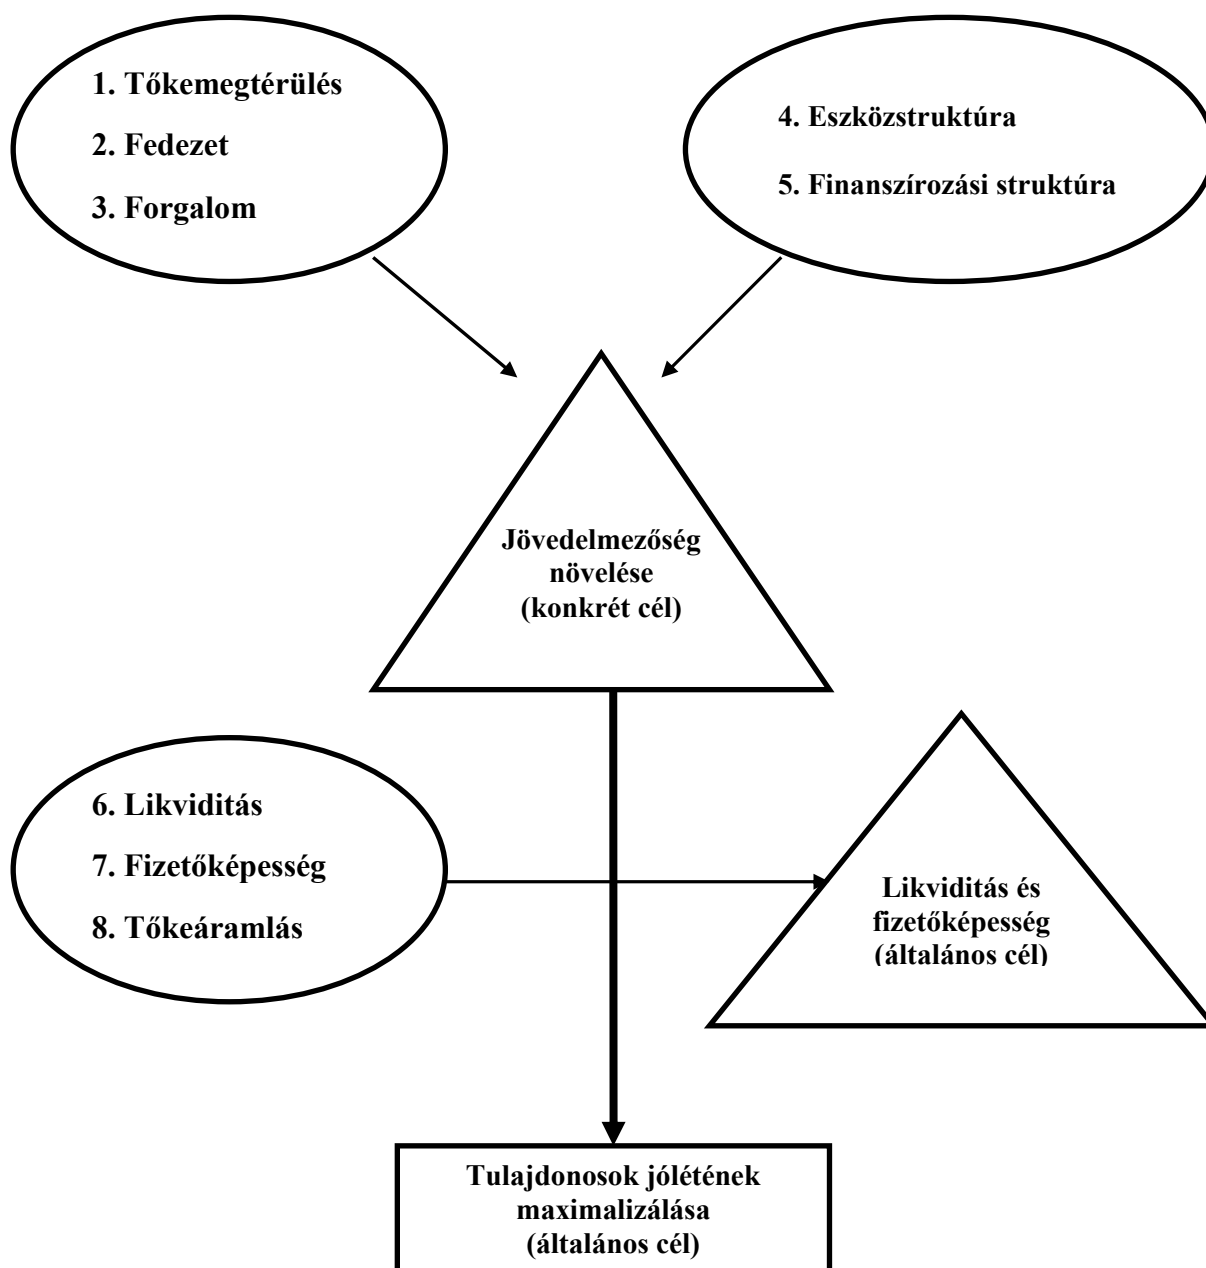 1. Tőkemegtérülés
2. Fedezet
3. Forgalom
4. Eszközstruktúra
5. Finanszírozási struktúra
Jövedelmezőség
növelése
(konkrét cél)
6. Likviditás
7. Fizetőképesség
8. Tőkeáramlás
Likviditás és
fizetőképesség
(általános cél)
Tulajdonosok jólétének
maximalizálása
(általános cél)